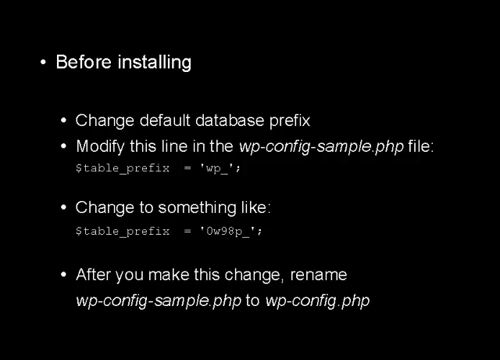 • Before installing
• Change default database prefix
• Modify this line in the wp-config-sample.php file:
$table_prefix  = 'wp_';
• Change to something like:
$table_prefix  = '0w98p_';
• After you make this change, rename
wp-config-sample.php to wp-config.php